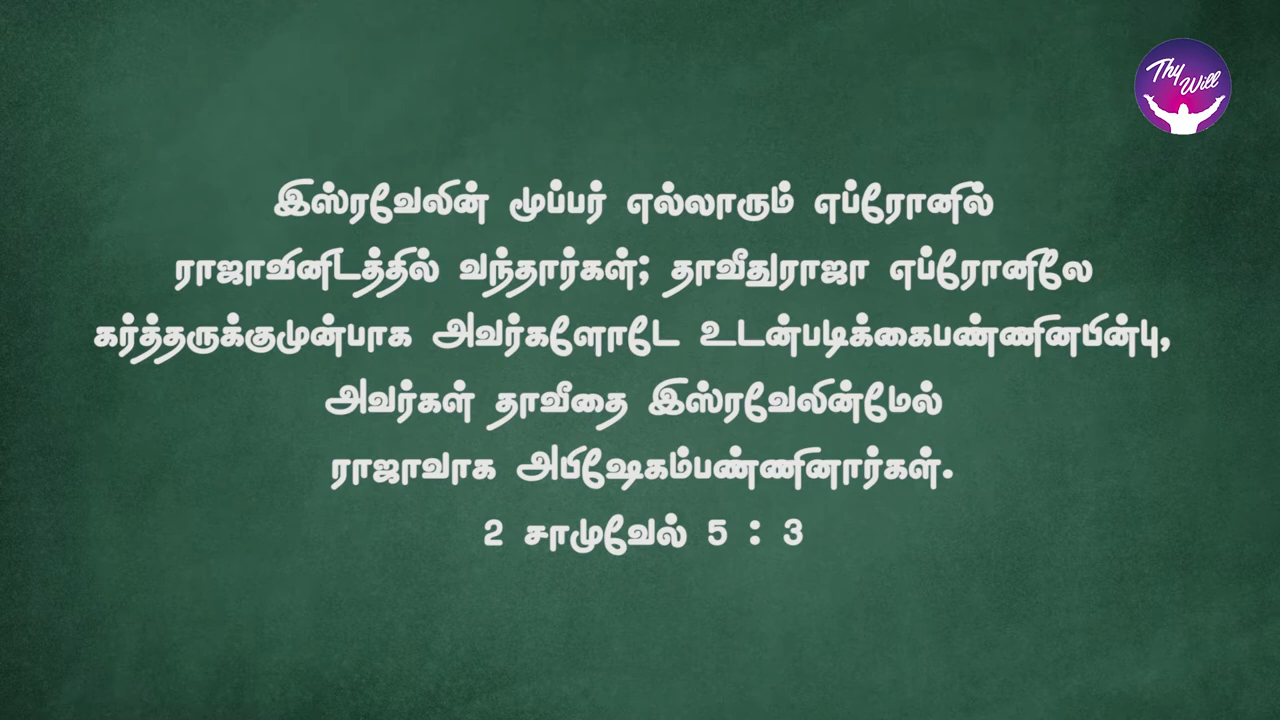 Thy
Will
இஸ்ரவேலின் மூப்பர் எல்லாரும் எப்ரோனில்
ராஜாவினிடத்தில் வந்தார்கள்; தாவீதுராஜா எப்ரோனிலே
கர்த்தருக்குமுன்பாக அவர்களோடே உடன்படிக்கைபண்ணினபின்பு,
அவர்கள் தாவீதை இஸ்ரவேலின்மேல்
ராஜாவாக அபிஷேகம்பண்ணினார்கள்.
2 சாமுவேல் 5 : 3